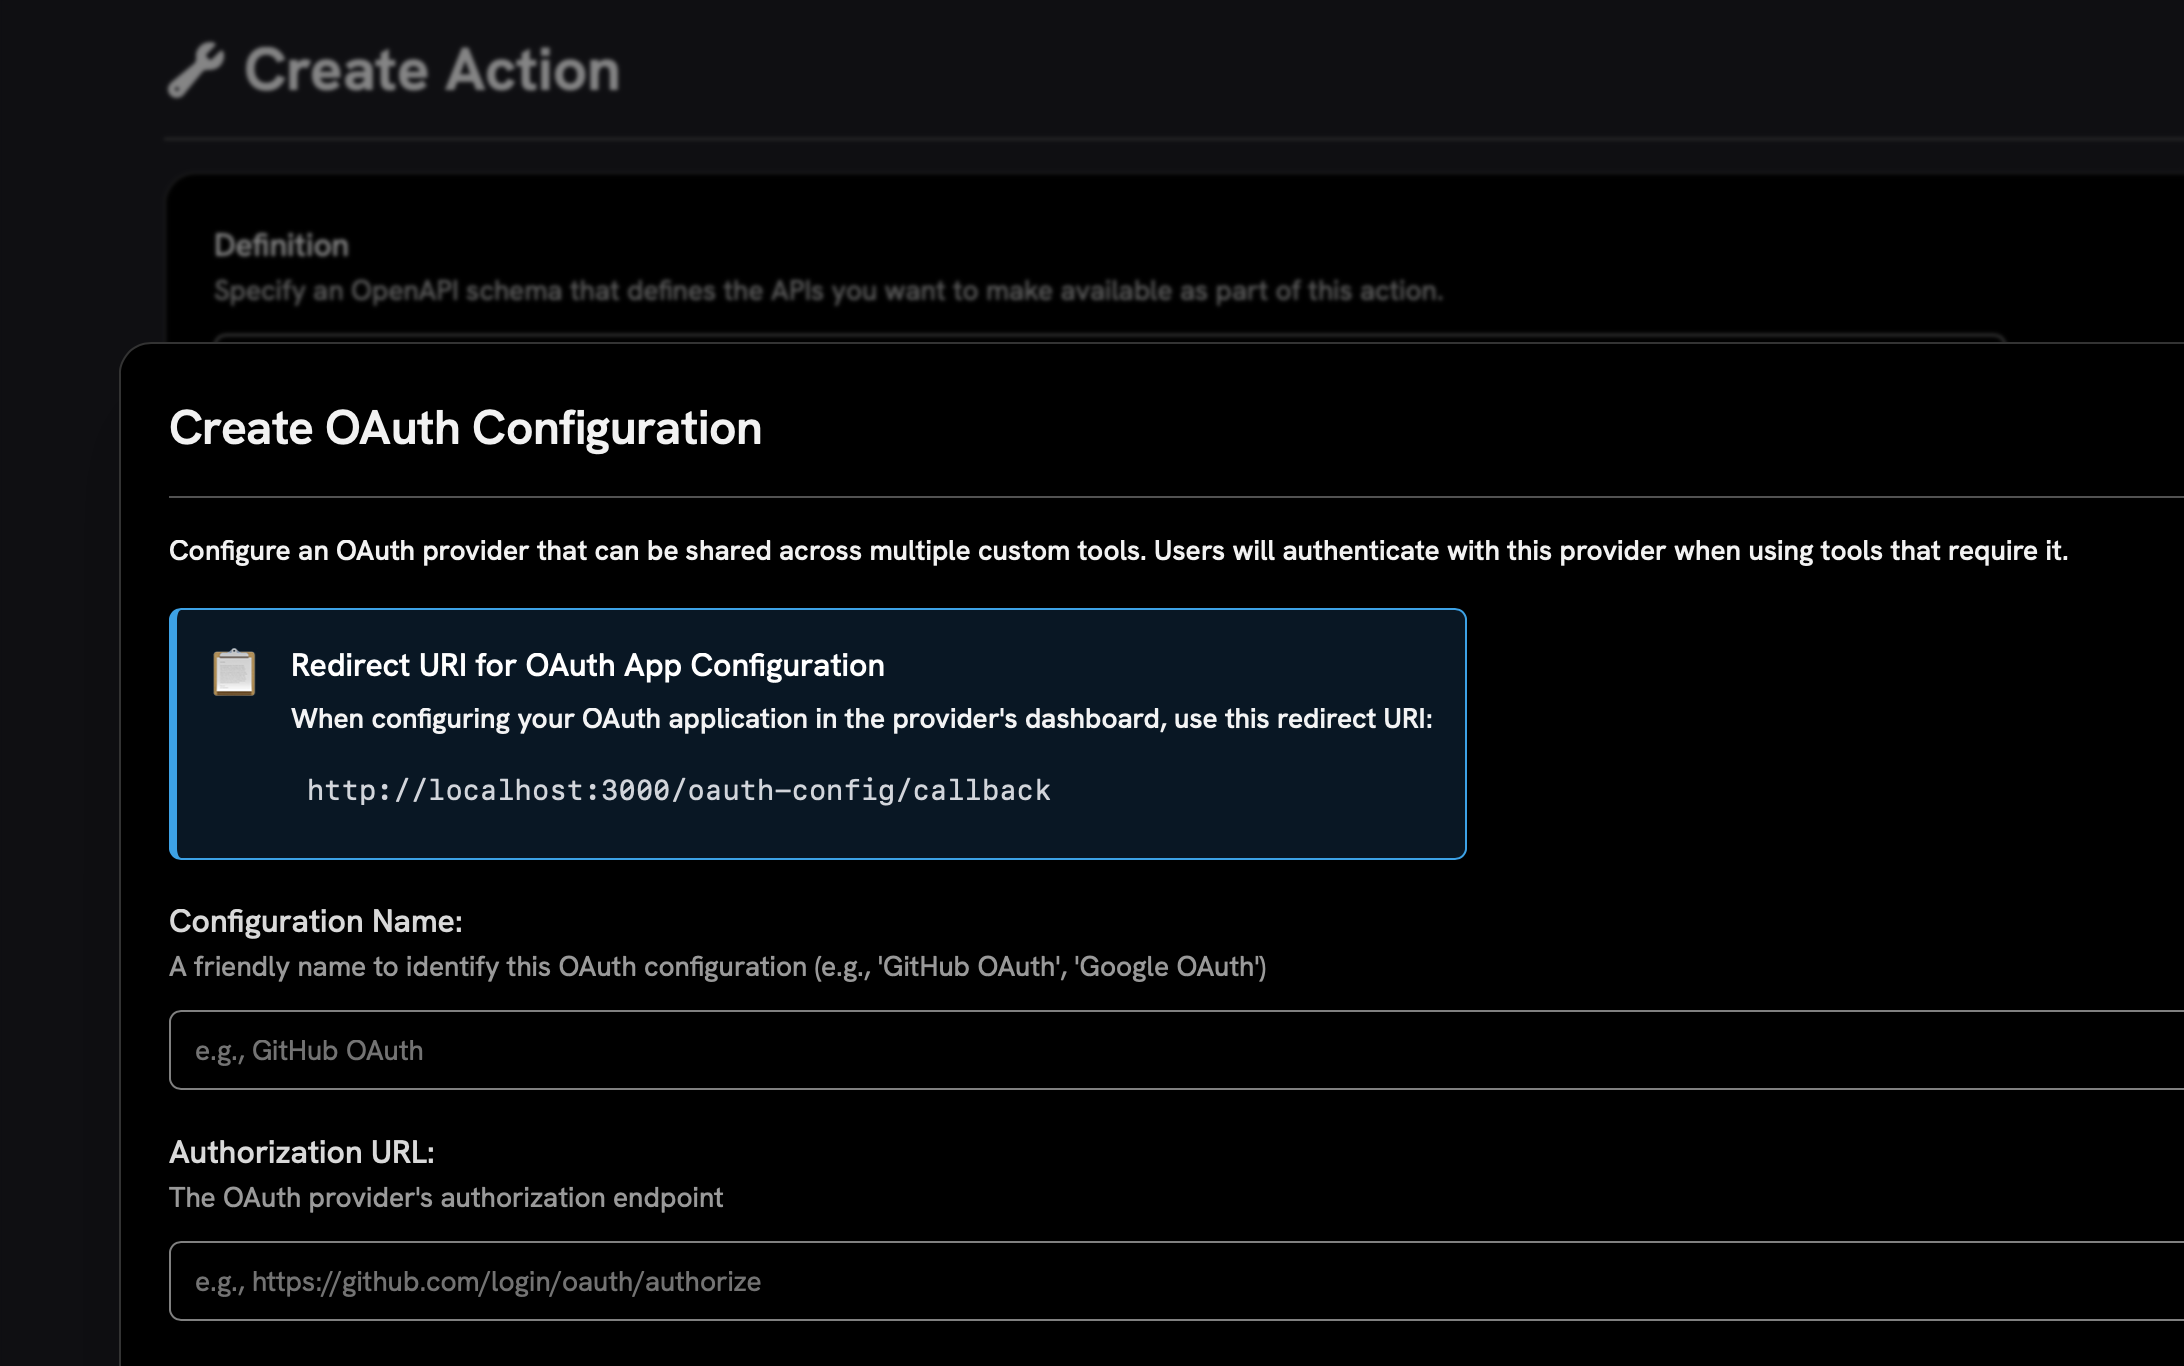 Create Action
Definition
Specify an OpenAPI schema that defines the APIs you want to make available as part of this action.
Create OAuth Configuration
Configure an OAuth provider that can be shared across multiple custom tools. Users will authenticate with this provider when using tools that require it.
Redirect URI for OAuth App Configuration
When configuring your OAuth application in the provider's dashboard, use this redirect URI:
http://localhost:3000/oauth-config/callback
Configuration Name:
A friendly name to identify this OAuth configuration (e.g., 'GitHub OAuth', 'Google OAuth')
e.g., GitHub OAuth
Authorization URL:
The OAuth provider's authorization endpoint
e.g., https://github.com/login/oauth/authorize